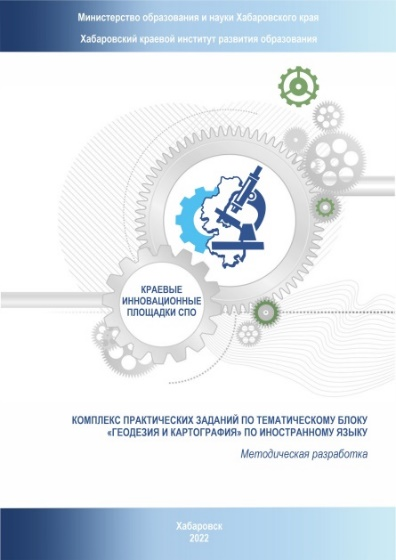 Министерство образования и науки Хабаровского края
Хабаровский краевой институт развития образования
КРАЕВЫЕ
ИННОВАЦИОННЫЕ
ПЛОЩАДКИ СПО
КОМПЛЕКС ПРАКТИЧЕСКИХ ЗАДАНИЙ ПО ТЕМАТИЧЕСКОМУ БЛОКУ
«ГЕОДЕЗИЯ И КАРТОГРАФИЯ» ПО ИНОСТРАННОМУ ЯЗЫКУ
Методическая разработка
Хабаровск
2022